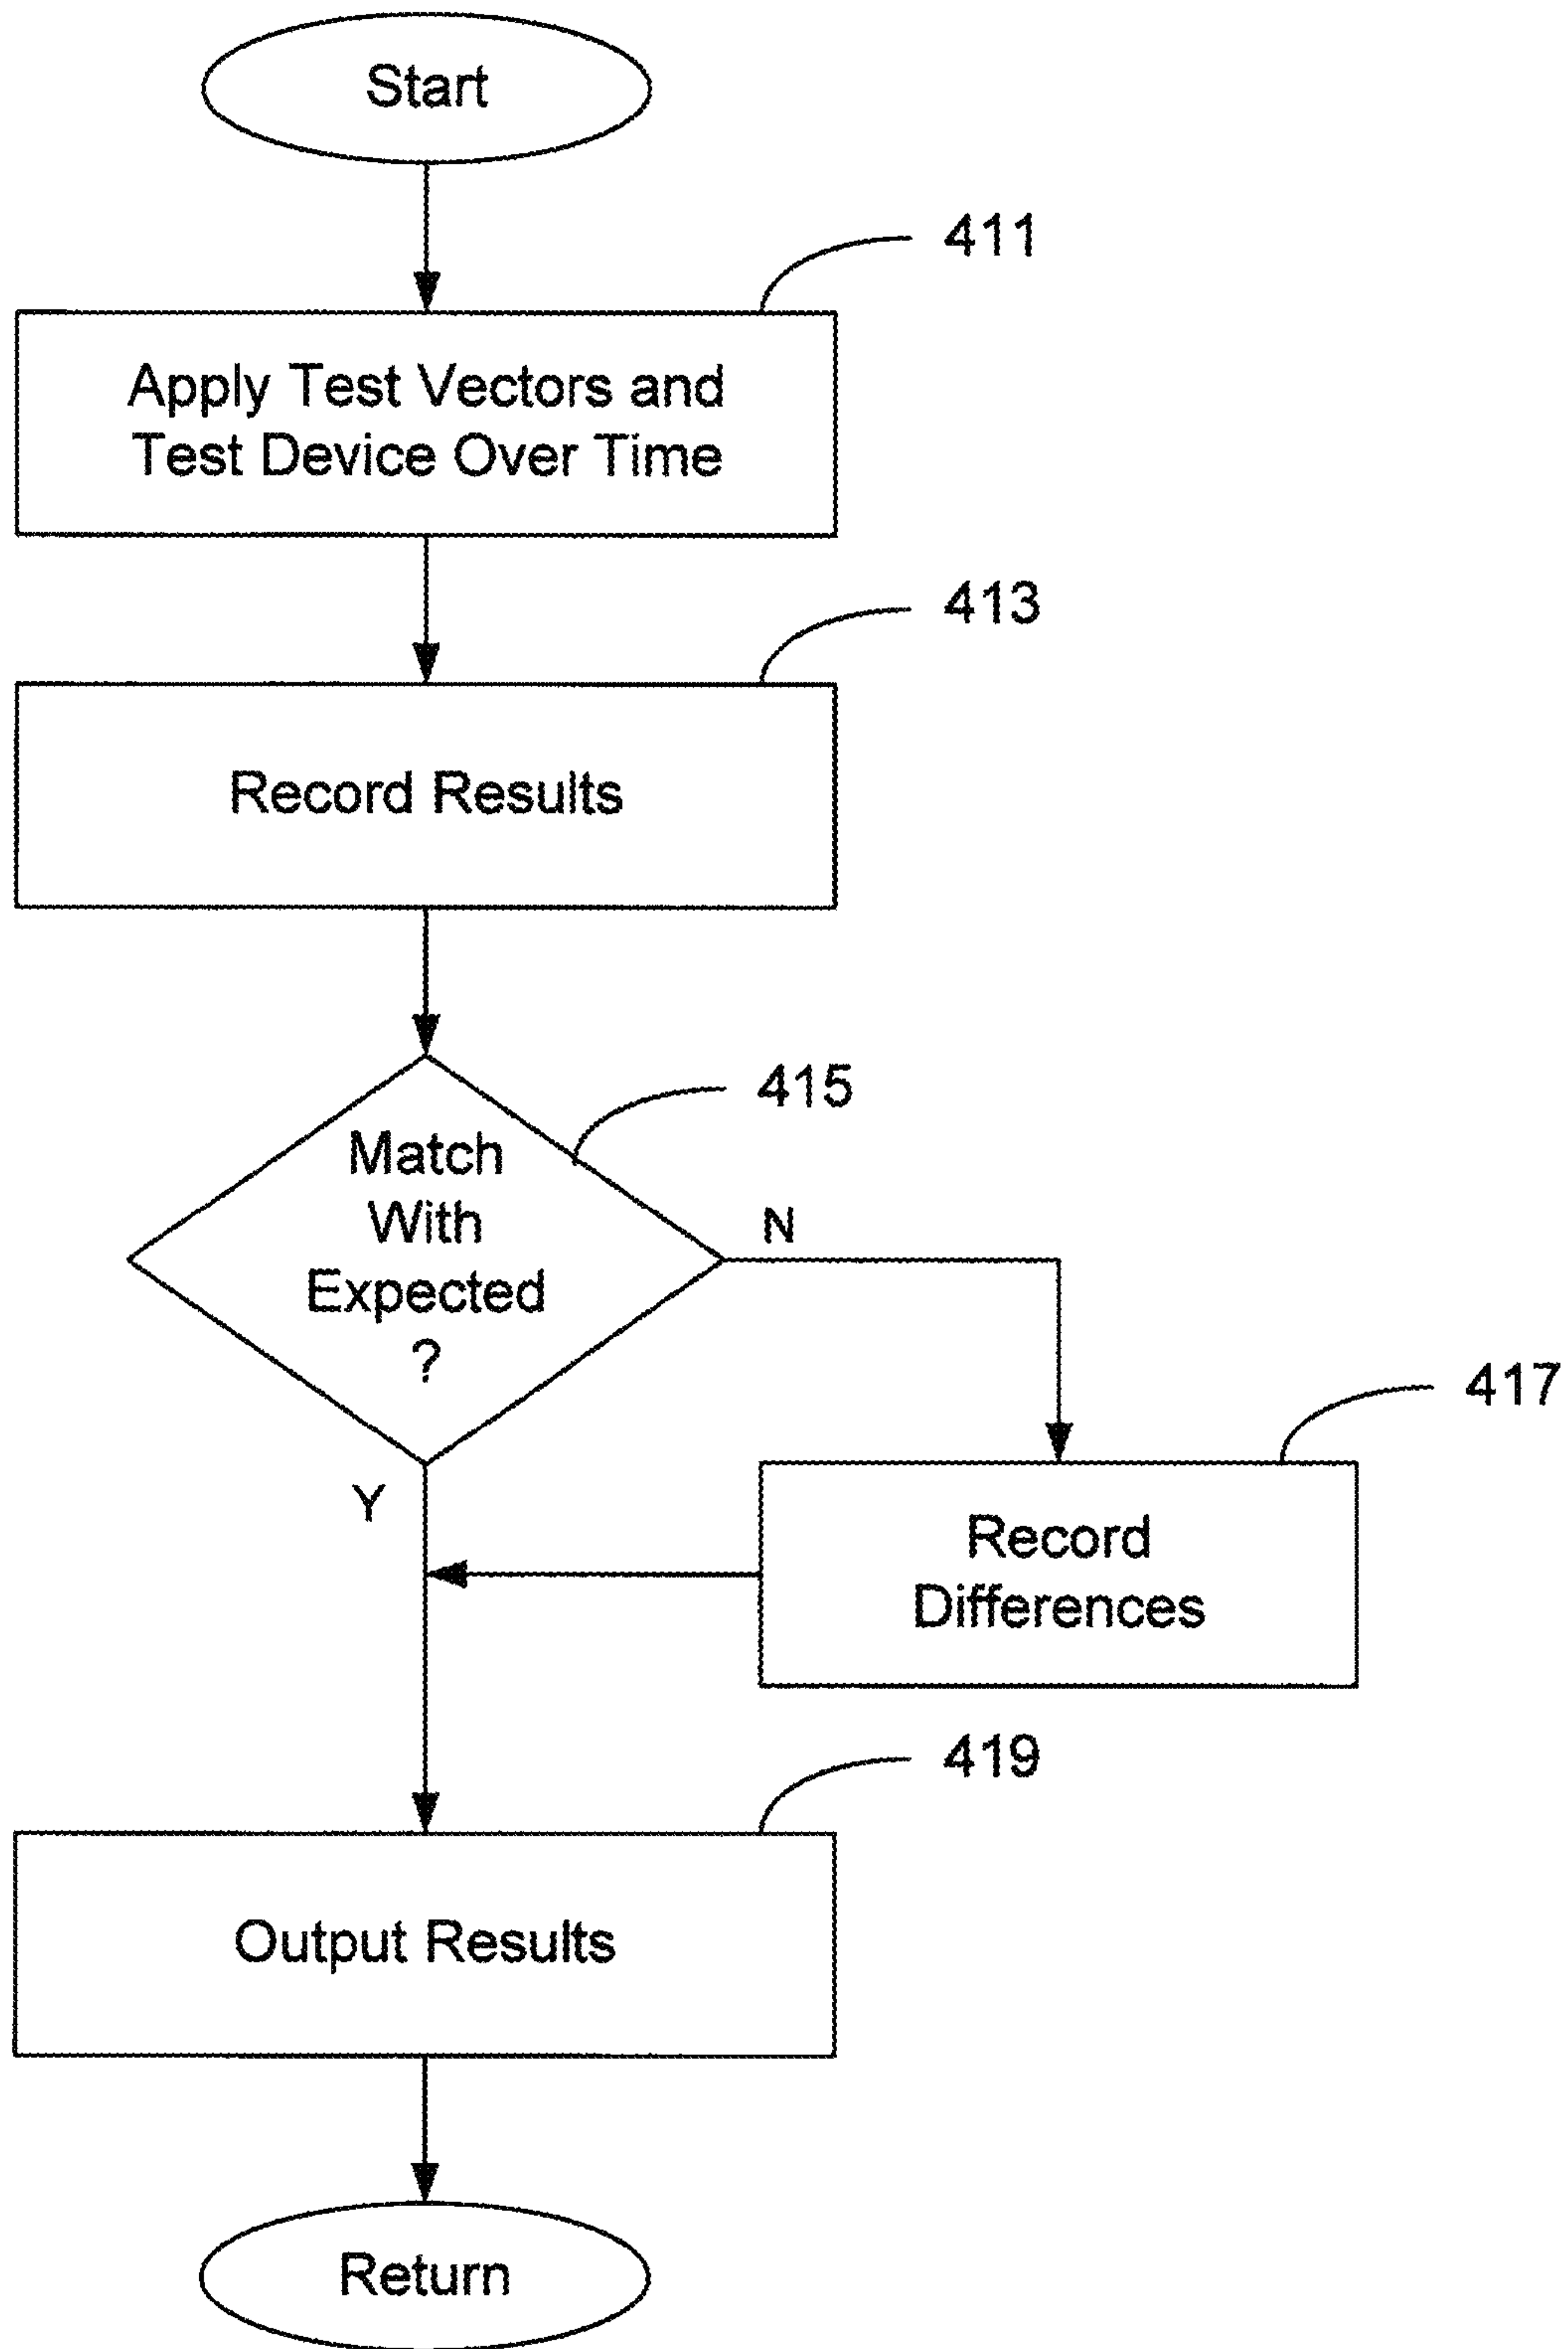 Start
411
Apply Test Vectors and
Test Device Over Time
413
Record Results
415
Match
With
Expected
?
N
417
Y
Record
Differences
419
Output Results
Return